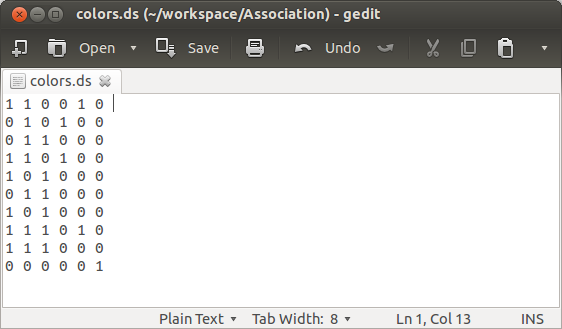 colors.ds (~/workspace/Association) - gedit
Open Save Undo
colors.ds
1 1 0 0 1 0
0 1 0 1 0 0
0 1 1 0 0 0
1 1 0 1 0 0
1 0 1 0 0 0
0 1 1 0 0 0
1 0 1 0 0 0
1 1 1 0 1 0
1 1 1 0 0 0
0 0 0 0 0 1
Plain Text Tab Width: 8 Ln 1, Col 13 INS